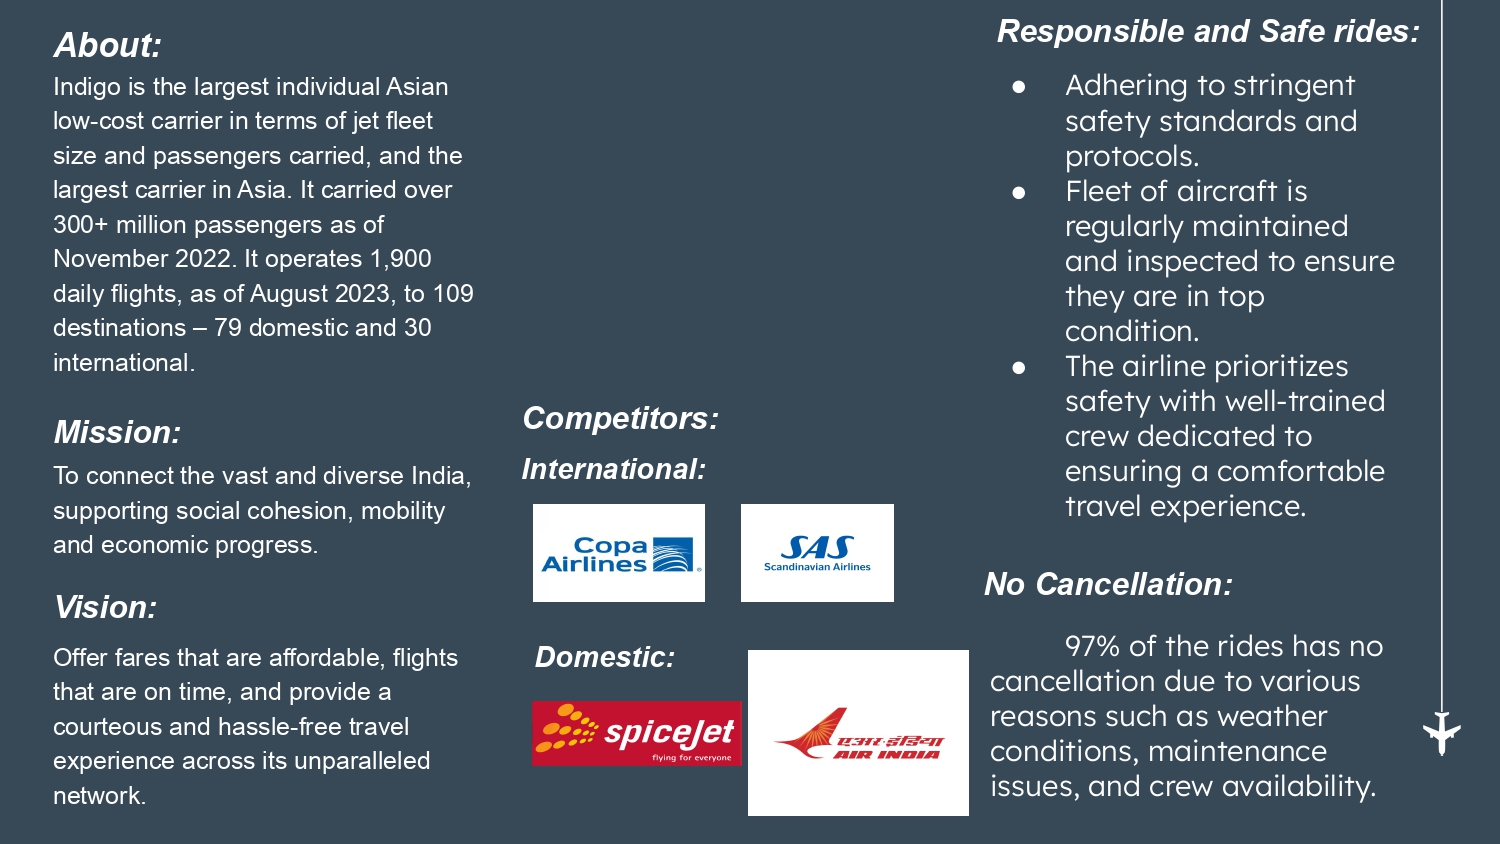 About:
Indigo is the largest individual Asian
low-cost carrier in terms of jet fleet
size and passengers carried, and the
largest carrier in Asia. It carried over
300+ million passengers as of
November 2022. It operates 1,900
daily flights, as of August 2023, to 109
destinations – 79 domestic and 30
international.
Mission:
To connect the vast and diverse India,
supporting social cohesion, mobility
and economic progress.
Vision:
Offer fares that are affordable, flights
that are on time, and provide a
courteous and hassle-free travel
experience across its unparalleled
network.
Competitors:
International:
Copa
Airlines
®
SAS
Scandinavian Airlines
Domestic:
spiceJet
flying for everyone
एअर-इंडिया
AIR INDIA
Responsible and Safe rides:
● Adhering to stringent
safety standards and
protocols.
● Fleet of aircraft is
regularly maintained
and inspected to ensure
they are in top
condition.
● The airline prioritizes
safety with well-trained
crew dedicated to
ensuring a comfortable
travel experience.
No Cancellation:
97% of the rides has no
cancellation due to various
reasons such as weather
conditions, maintenance
issues, and crew availability.